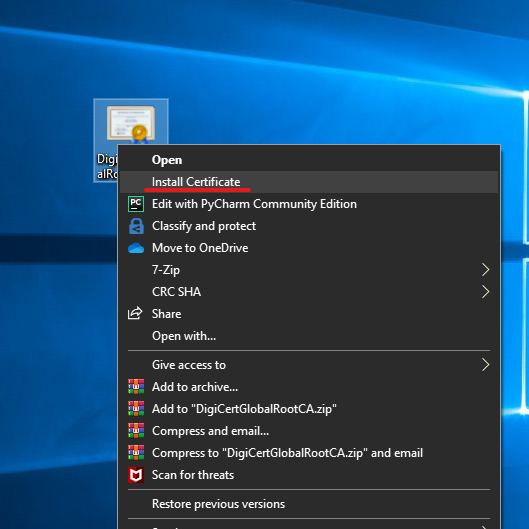 Digi
alRo
Open
Install Certificate
PC
Edit with PyCharm Community Edition
Classify and protect
Move to OneDrive
7-Zip
CRC SHA
Share
Open with...
Give access to
Add to archive...
Add to "DigiCertGlobalRootCA.zip"
Compress and email...
Compress to "DigiCertGlobalRootCA.zip" and email
Scan for threats
Restore previous versions